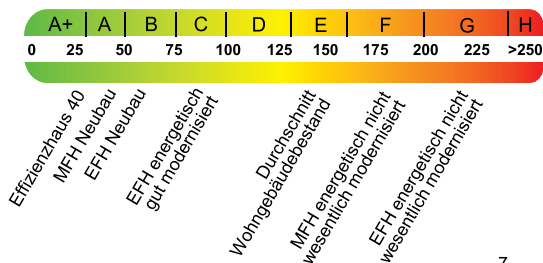 A+ A B C D E F G H
0 25 50 75 100 125 150 175 200 225 >250
Effizienzhaus 40
MFH Neubau
EFH Neubau
EFH energetisch
gut modernisiert
Durchschnitt
Wohngebäudebestand
MFH energetisch nicht
wesentlich modernisiert
EFH energetisch nicht
wesentlich modernisiert